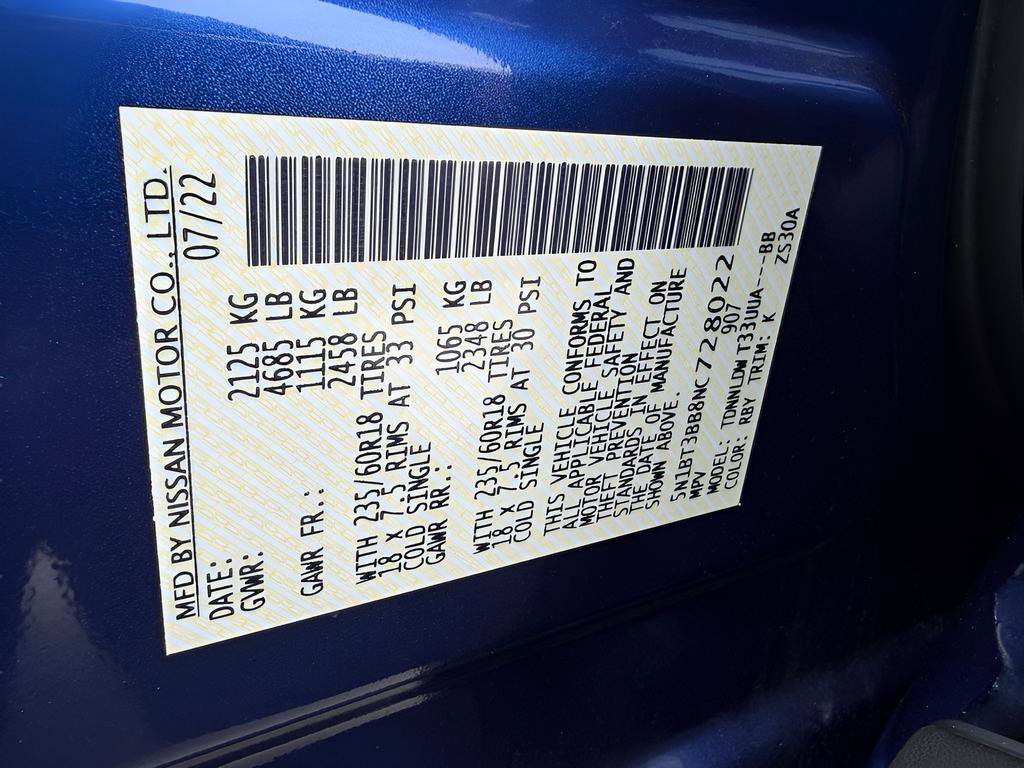 MFD BY NISSAN MOTOR CO., LTD.
DATE: 07/22
GVWR: 2125 KG
4685 LB
GAWR FR.: 1115 KG
2458 LB
WITH 235/60R18 TIRES
18 x 7.5 RIMS AT 33 PSI
COLD SINGLE
GAWR RR.: 1065 KG
2348 LB
WITH 235/60R18 TIRES
18 x 7.5 RIMS AT 30 PSI
COLD SINGLE
THIS VEHICLE CONFORMS TO
ALL APPLICABLE FEDERAL
MOTOR VEHICLE SAFETY AND
THEFT PREVENTION
STANDARDS IN EFFECT ON
THE DATE OF MANUFACTURE
SHOWN ABOVE.
5N1BT3BB8NC728022
MPV 907
MODEL: TDNNLDWT33UUA---BB
COLOR: RBY TRIM: K ZS30A